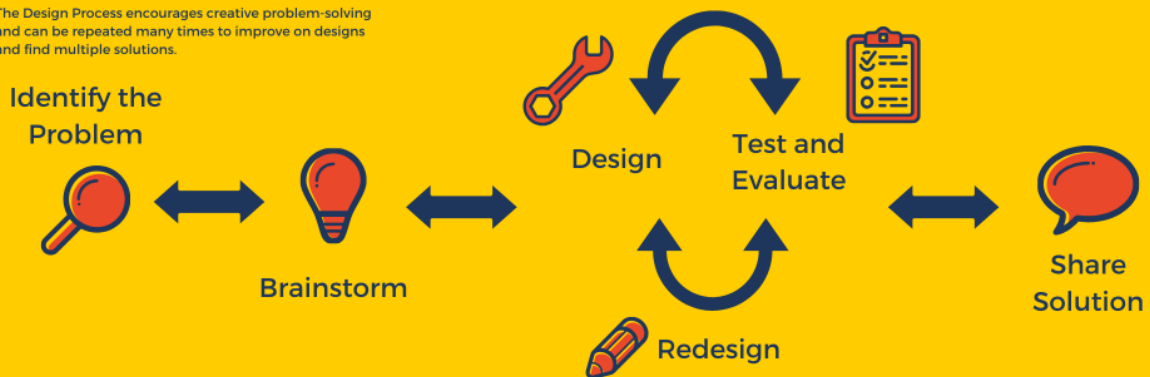 The Design Process encourages creative problem-solving
and can be repeated many times to improve on designs
and find multiple solutions.
Identify the
Problem
Brainstorm
Design
Test and
Evaluate
Redesign
Share
Solution